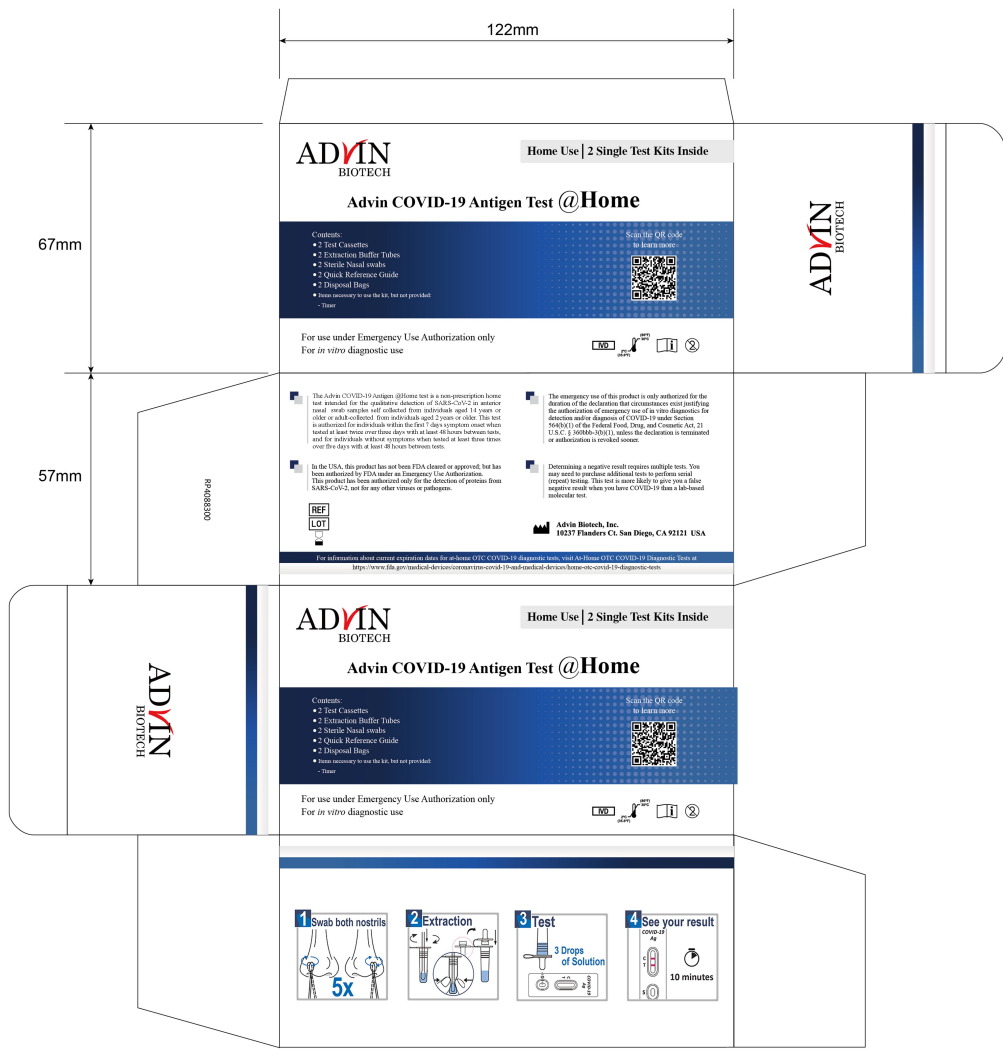 122mm
67mm
57mm
ADVIN
BIOTECH
Home Use | 2 Single Test Kits Inside
Advin COVID-19 Antigen Test @Home
Contents:
• 2 Test Cassettes
• 2 Extraction Buffer Tubes
• 2 Sterile Nasal swabs
• 2 Quick Reference Guide
• 2 Disposal Bags
• Items necessary to use the kit, but not provided:
- Timer
Scan the QR code
to learn more
For use under Emergency Use Authorization only
For in vitro diagnostic use
IVD
(86°F)
30°C
2°C
(35.6°F)
i
2
ADVIN
BIOTECH
RP4088300
The Advin COVID-19 Antigen @Home test is a non-prescription home
test intended for the qualitative detection of SARS-CoV-2 in anterior
nasal swab samples self collected from individuals aged 14 years or
older or adult-collected from individuals aged 2 years or older. This test
is authorized for individuals within the first 7 days symptom onset when
tested at least twice over three days with at least 48 hours between tests,
and for individuals without symptoms when tested at least three times
over five days with at least 48 hours between tests.
In the USA, this product has not been FDA cleared or approved; but has
been authorized by FDA under an Emergency Use Authorization.
This product has been authorized only for the detection of proteins from
SARS-CoV-2, not for any other viruses or pathogens.
REF
LOT
The emergency use of this product is only authorized for the
duration of the declaration that circumstances exist justifying
the authorization of emergency use of in vitro diagnostics for
detection and/or diagnosis of COVID-19 under Section
564(b)(1) of the Federal Food, Drug, and Cosmetic Act, 21
U.S.C. § 360bbb-3(b)(1), unless the declaration is terminated
or authorization is revoked sooner.
Determining a negative result requires multiple tests. You
may need to purchase additional tests to perform serial
(repeat) testing. This test is more likely to give you a false
negative result when you have COVID than a lab-based
molecular test.
Advin Biotech, Inc.
10237 Flanders Ct. San Diego, CA 92121 USA
For information about current expiration dates for at-home OTC COVID-19 diagnostic tests, visit At-Home OTC COVID-19 Diagnostic Tests at
https://www.fda.gov/medical-devices/coronavirus-covid-19-and-medical-devices/home-otc-covid-19-diagnostic-tests
ADVIN
BIOTECH
ADVIN
BIOTECH
Home Use | 2 Single Test Kits Inside
Advin COVID-19 Antigen Test @Home
Contents:
• 2 Test Cassettes
• 2 Extraction Buffer Tubes
• 2 Sterile Nasal swabs
• 2 Quick Reference Guide
• 2 Disposal Bags
• Items necessary to use the kit, but not provided:
- Timer
Scan the QR code
to learn more
For use under Emergency Use Authorization only
For in vitro diagnostic use
IVD
(86°F)
30°C
2°C
(35.6°F)
i
2
1 Swab both nostrils
5x
2 Extraction
3 Test
3 Drops
of Solution
S
C
T
COVID-19
Ag
4 See your result
COVID-19
Ag
C
T
S
10 minutes